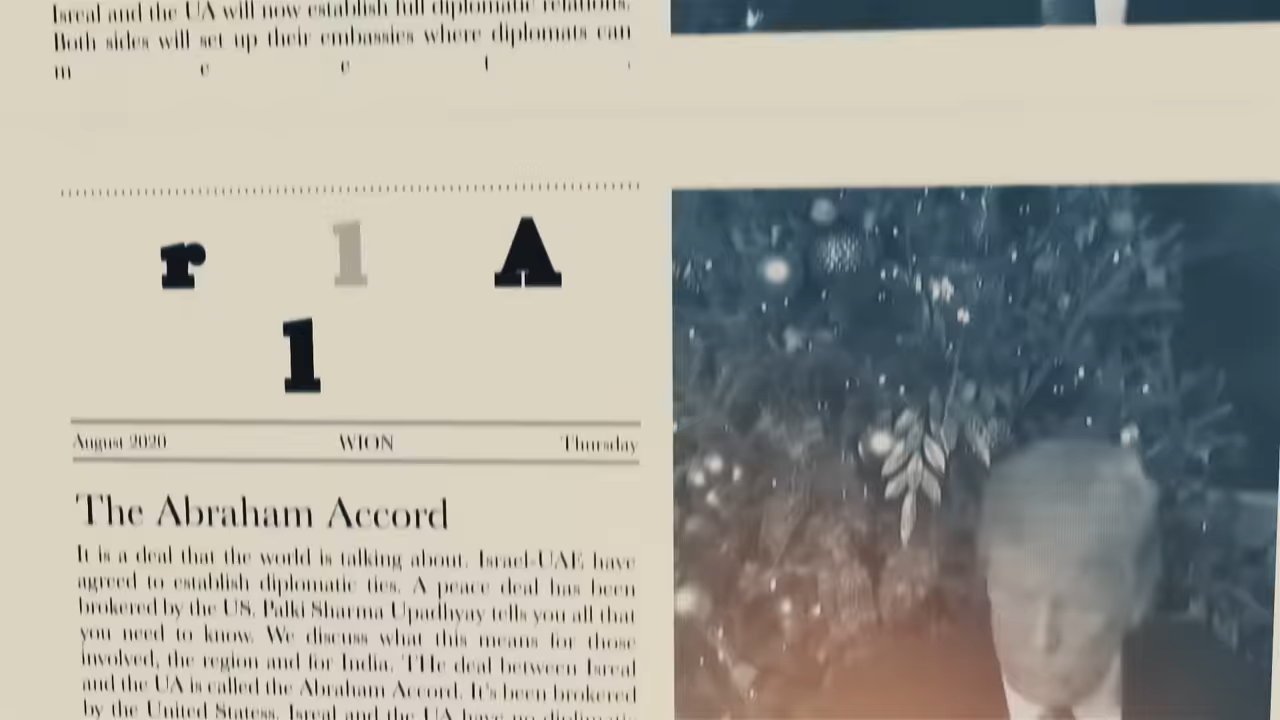 Isreal and the UA will now establish full diplomatic relations.
Both sides will set up their embassies where diplomats can
m e e t .
r l A
l
August 2020 WION Thursday
The Abraham Accord
It is a deal that the world is talking about. Israel-UAE have
agreed to establish diplomatic ties. A peace deal has been
brokered by the US. Palki Sharma Upadhyay tells you all that
you need to know. We discuss what this means for those
involved, the region and for India. THe deal between Isreal
and the UA is called the Abraham Accord. It's been brokered
by the United Statess. Isreal and the UA have no diplimatic